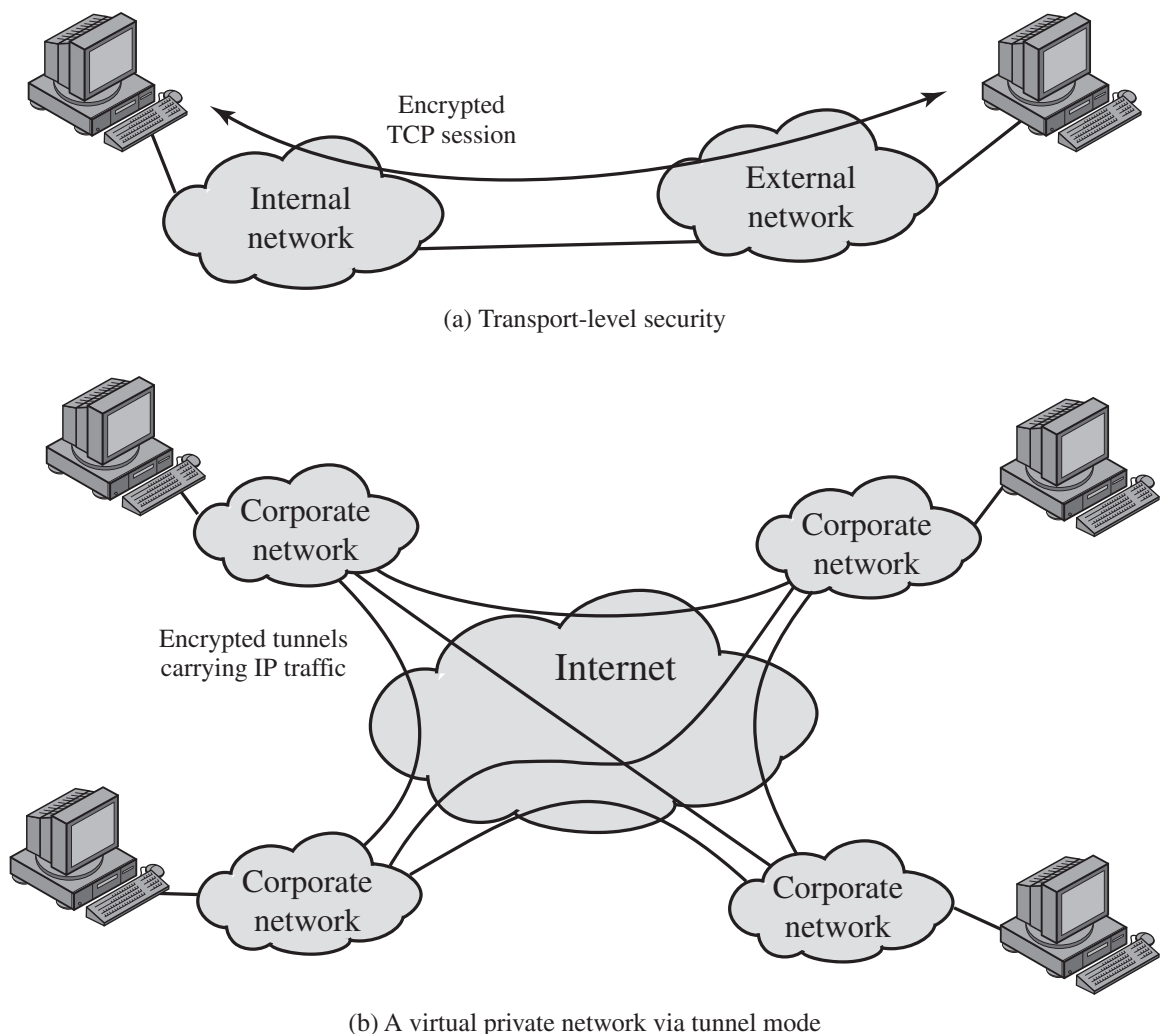 Encrypted
TCP session
Internal
network
External
network
(a) Transport-level security
Corporate
network
Corporate
network
Encrypted tunnels
carrying IP traffic
Internet
Corporate
network
Corporate
network
(b) A virtual private network via tunnel mode